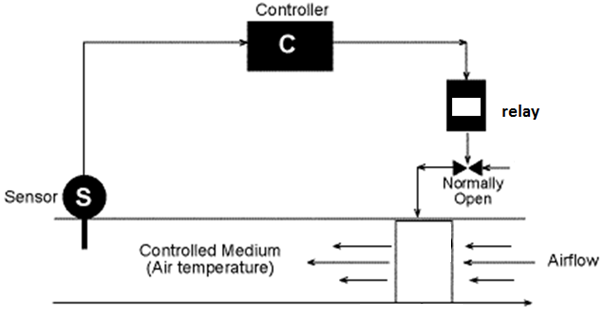 Controller
C
relay
Normally
Open
Sensor
S
Controlled Medium
(Air temperature)
Airflow